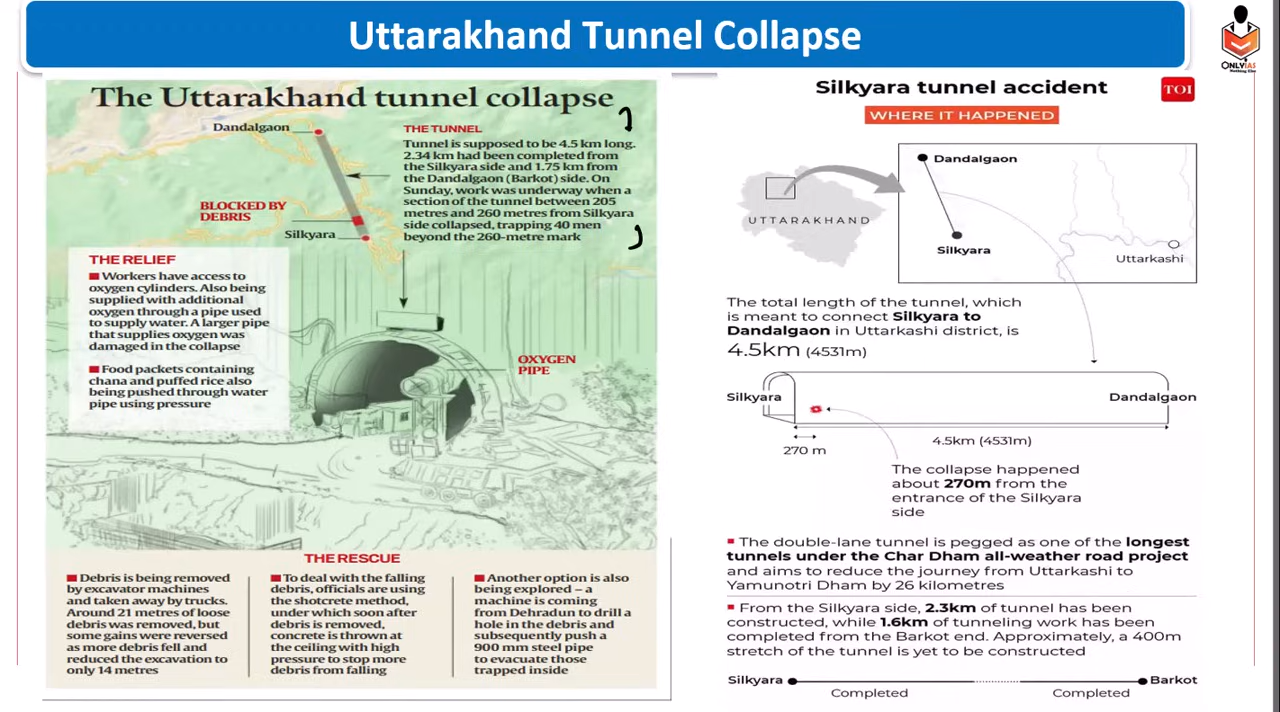 Uttarakhand Tunnel Collapse
ONLYIAS
Nothing Else
The Uttarakhand tunnel collapse
Dandalgaon
THE TUNNEL
Tunnel is supposed to be 4.5 km long.
2.34 km had been completed from
the Silkyara side and 1.75 km from
the Dandalgaon (Barkot) side. On
Sunday, work was underway when a
section of the tunnel between 205
metres and 260 metres from Silkyara
side collapsed, trapping 40 men
beyond the 260-metre mark
BLOCKED BY
DEBRIS
Silkyara
THE RELIEF
Workers have access to
oxygen cylinders. Also being
supplied with additional
oxygen through a pipe used
to supply water. A larger pipe
that supplies oxygen was
damaged in the collapse
Food packets containing
chana and puffed rice also
being pushed through water
pipe using pressure
OXYGEN
PIPE
THE RESCUE
Debris is being removed
by excavator machines
and taken away by trucks.
Around 21 metres of loose
debris was removed, but
some gains were reversed
as more debris fell and
reduced the excavation to
only 14 metres
To deal with the falling
debris, officials are using
the shotcrete method,
under which soon after
debris is removed,
concrete is thrown at
the ceiling with high
pressure to stop more
debris from falling
Another option is also
being explored – a
machine is coming
from Dehradun to drill a
hole in the debris and
subsequently push a
900 mm steel pipe
to evacuate those
trapped inside
Silkyara tunnel accident
TOI
WHERE IT HAPPENED
UTTARAKHAND
Dandalgaon
Silkyara
Uttarkashi
The total length of the tunnel, which
is meant to connect Silkyara to
Dandalgaon in Uttarkashi district, is
4.5km (4531m)
Silkyara
Dandalgaon
4.5km (4531m)
270 m
The collapse happened
about 270m from the
entrance of the Silkyara
side
The double-lane tunnel is pegged as one of the longest
tunnels under the Char Dham all-weather road project
and aims to reduce the journey from Uttarkashi to
Yamunotri Dham by 26 kilometres
From the Silkyara side, 2.3km of tunnel has been
constructed, while 1.6km of tunneling work has been
completed from the Barkot end. Approximately, a 400m
stretch of the tunnel is yet to be constructed
Silkyara
Barkot
Completed
Completed